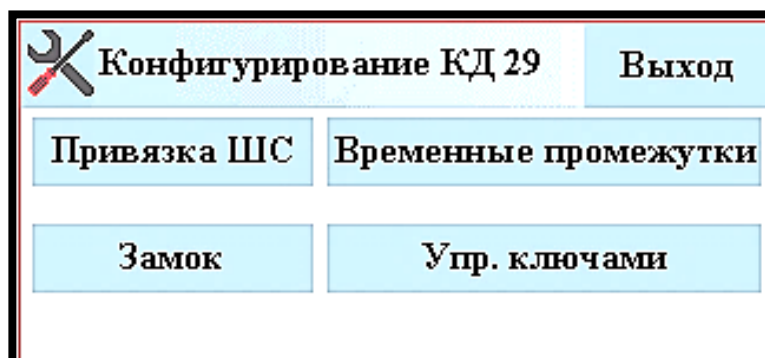 Конфигурирование КД 29 Выход
Привязка ШС Временные промежутки
Замок Упр. ключами